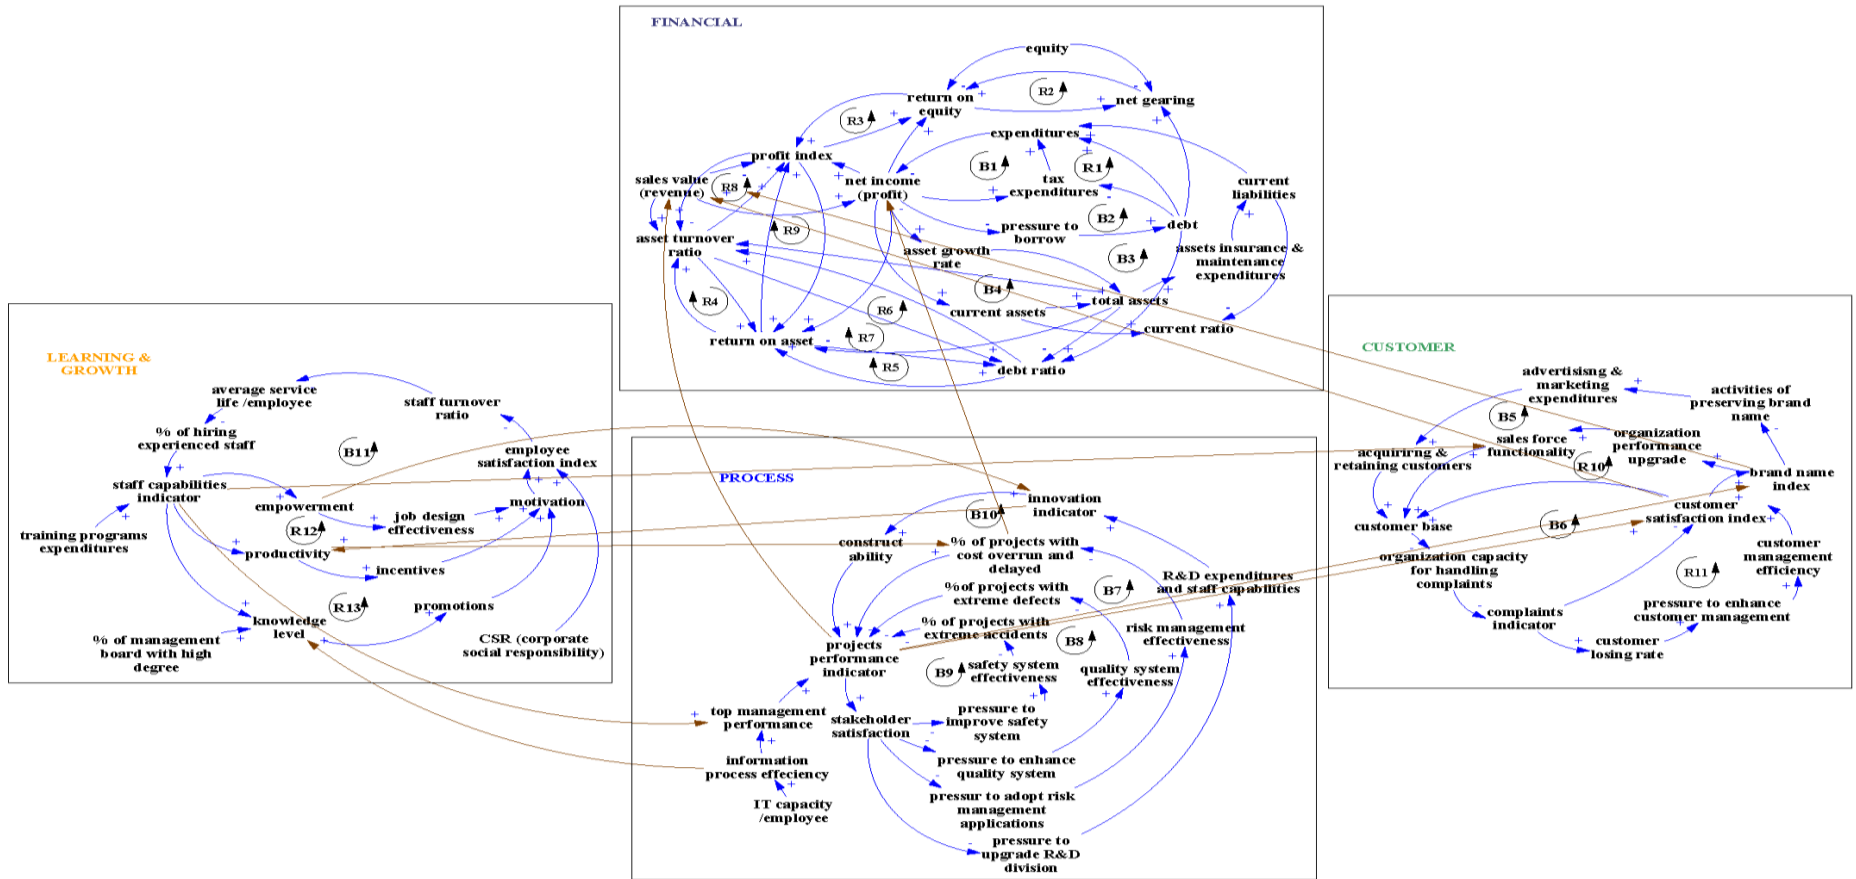 FINANCIAL
equity
return on
equity
R2
net gearing
R3
expenditures
profit index
B1
R1
sales value
(revenue)
R8
net income
(profit)
tax
expenditures
current
liabilities
R9
pressure to
borrow
B2
debt
asset turnover
ratio
asset growth
rate
B3
assets insurance &
maintenance
expenditures
R4
B4
R6
current assets
total assets
current ratio
return on asset
R7
R5
debt ratio
LEARNING &
GROWTH
average service
life /employee
staff turnover
ratio
% of hiring
experienced staff
B11
employee
satisfaction index
staff capabilities
indicator
empowerment
motivation
training programs
expenditures
R12
job design
effectiveness
productivity
incentives
R13
promotions
knowledge
level
% of management
board with high
degree
CSR (corporate
social responsibility)
PROCESS
innovation
indicator
B10
construct
ability
% of projects with
cost overrun and
delayed
%of projects with
extreme defects
B7
R&D expenditures
and staff capabilities
% of projects with
extreme accidents
B8
risk management
effectiveness
projects
performance
indicator
B9
safety system
effectiveness
quality system
effectiveness
top management
performance
stakeholder
satisfaction
pressure to
improve safety
system
information
process effeciency
pressure to enhance
quality system
IT capacity
/employee
pressur to adopt risk
management
applications
pressure to
upgrade R&D
division
CUSTOMER
advertisisng &
marketing
expenditures
activities of
preserving brand
name
B5
sales force
functionality
organization
performance
upgrade
acquirirng &
retaining customers
R10
brand name
index
customer base
B6
customer
satisfaction index
organization capacity
for handling
complaints
R11
customer
management
efficiency
complaints
indicator
pressure to enhance
customer management
customer
losing rate